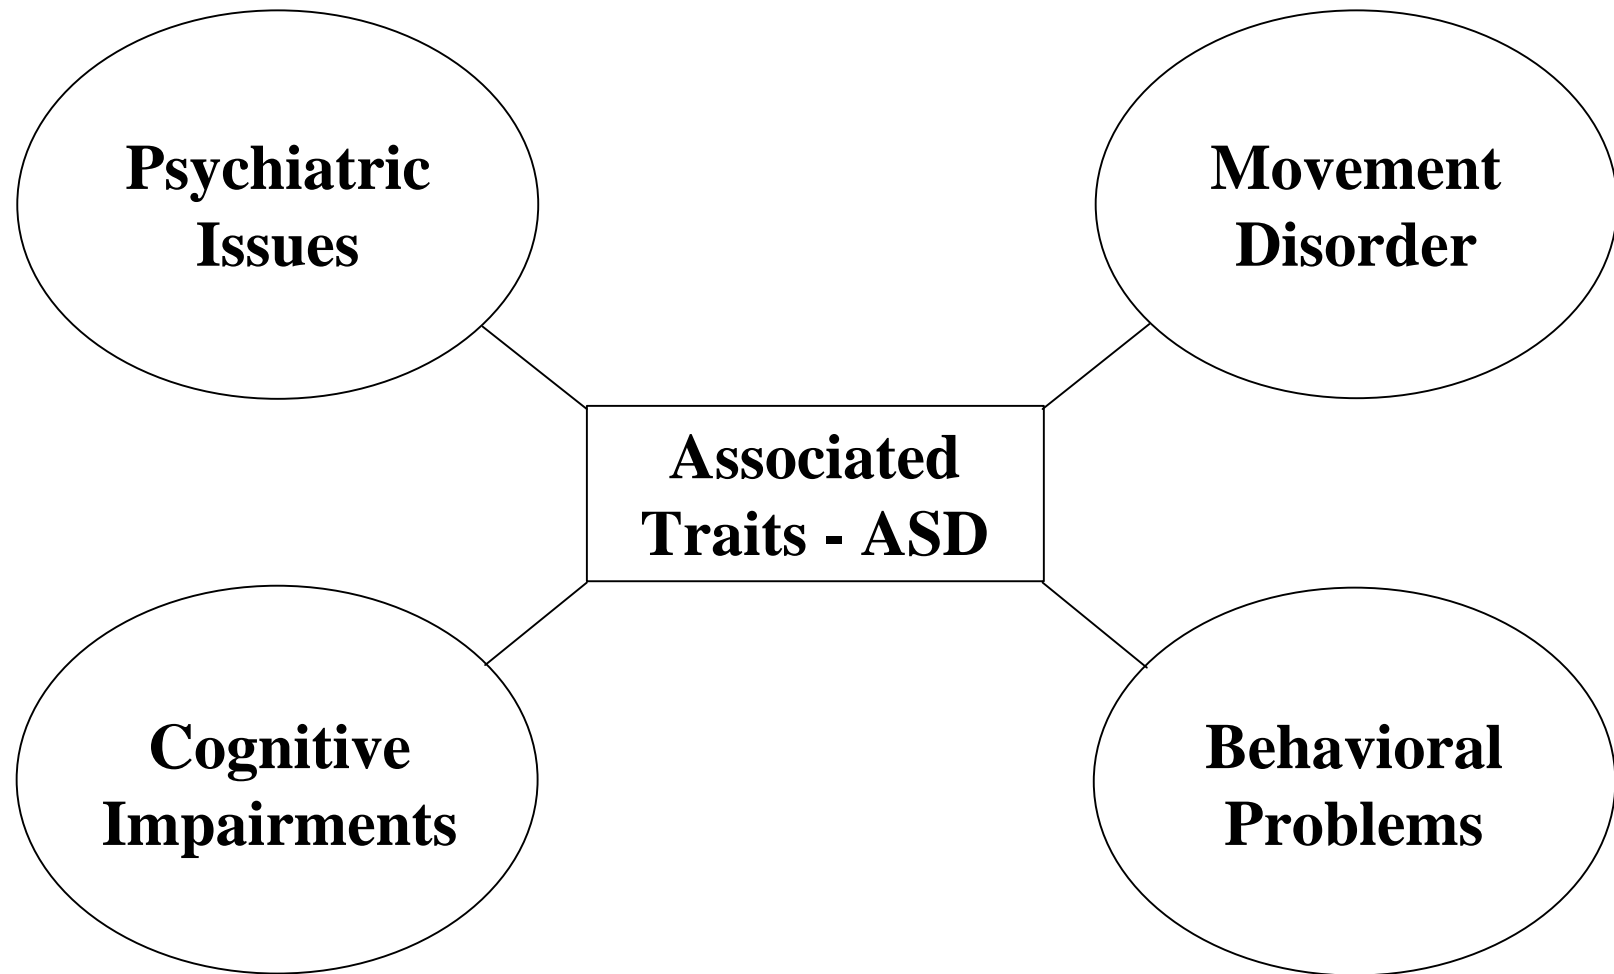 Psychiatric
Issues
Movement
Disorder
Associated
Traits - ASD
Cognitive
Impairments
Behavioral
Problems